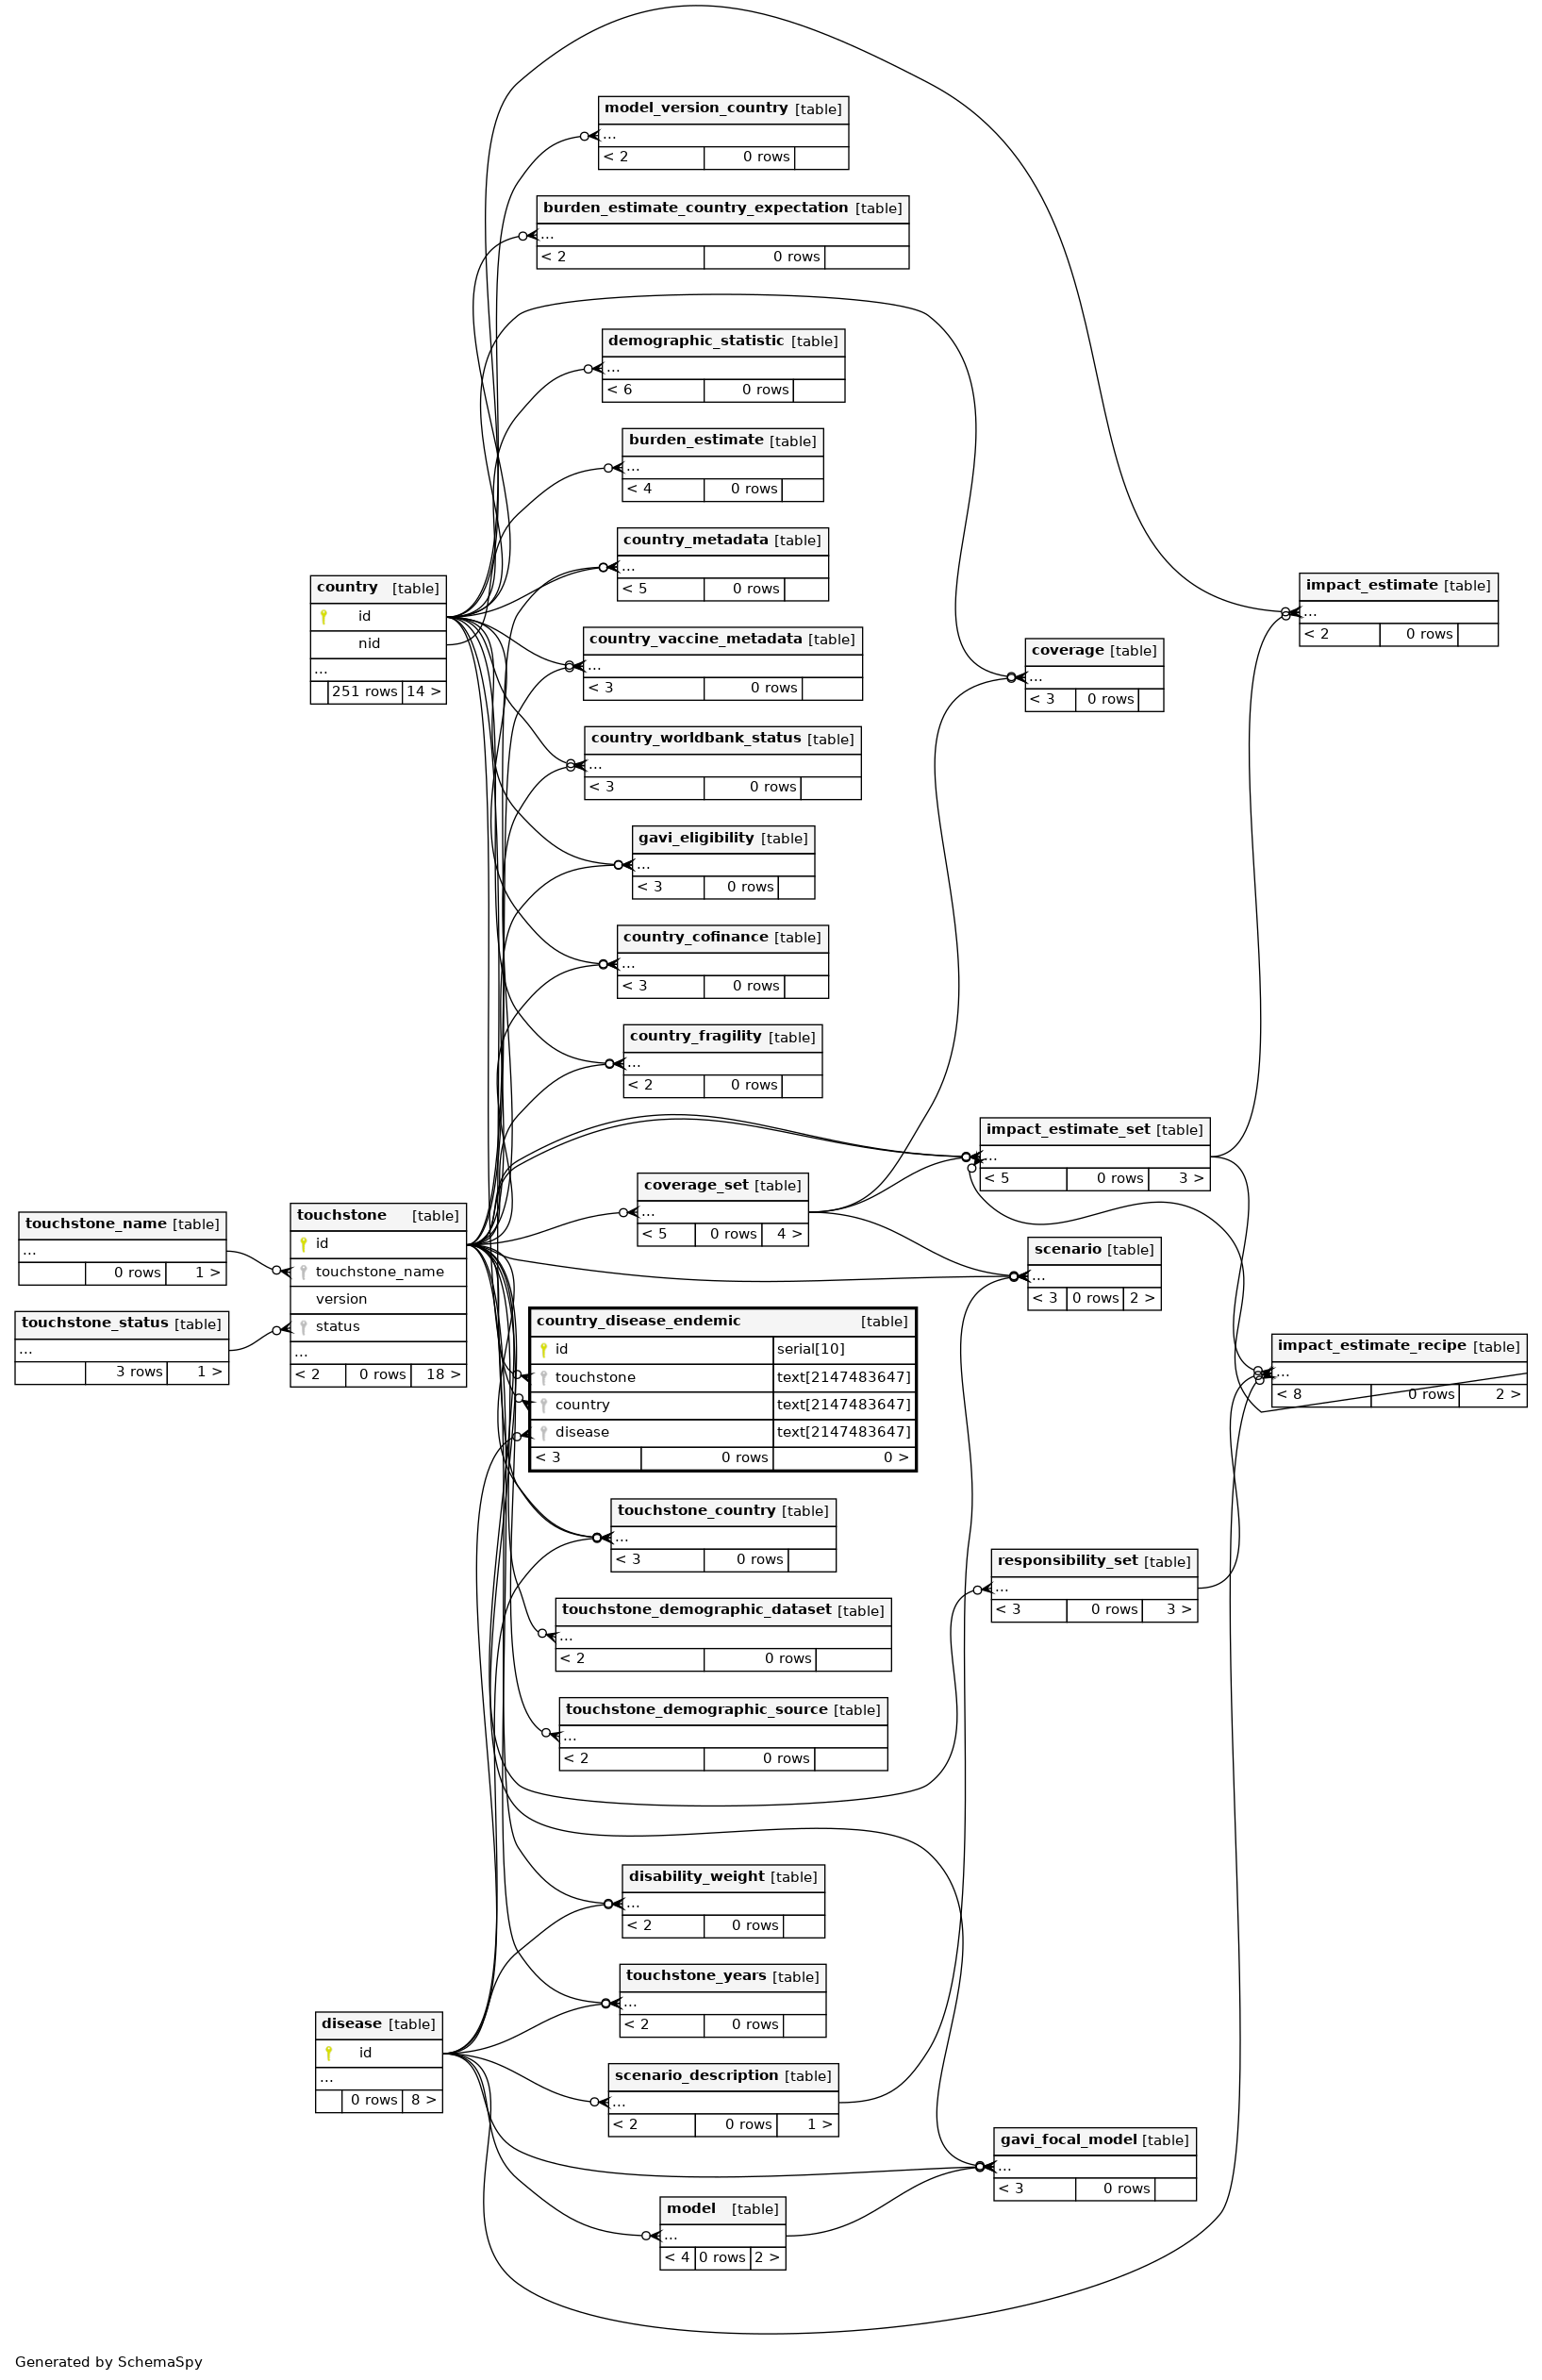 model_version_country [table]
...
< 2 0 rows
burden_estimate_country_expectation [table]
...
< 2 0 rows
demographic_statistic [table]
...
< 6 0 rows
burden_estimate [table]
...
< 4 0 rows
country_metadata [table]
...
< 5 0 rows
country [table]
id
nid
...
251 rows 14 >
impact_estimate [table]
...
< 2 0 rows
country_vaccine_metadata [table]
...
< 3 0 rows
coverage [table]
...
< 3 0 rows
country_worldbank_status [table]
...
< 3 0 rows
gavi_eligibility [table]
...
< 3 0 rows
country_cofinance [table]
...
< 3 0 rows
country_fragility [table]
...
< 2 0 rows
impact_estimate_set [table]
...
< 5 0 rows 3 >
coverage_set [table]
...
< 5 0 rows 4 >
touchstone_name [table]
...
0 rows 1 >
touchstone [table]
id
touchstone_name
version
status
...
< 2 0 rows 18 >
scenario [table]
...
< 3 0 rows 2 >
touchstone_status [table]
...
3 rows 1 >
country_disease_endemic [table]
id serial[10]
touchstone text[2147483647]
country text[2147483647]
disease text[2147483647]
< 3 0 rows 0 >
impact_estimate_recipe [table]
...
< 8 0 rows 2 >
touchstone_country [table]
...
< 3 0 rows
responsibility_set [table]
...
< 3 0 rows 3 >
touchstone_demographic_dataset [table]
...
< 2 0 rows
touchstone_demographic_source [table]
...
< 2 0 rows
disability_weight [table]
...
< 2 0 rows
touchstone_years [table]
...
< 2 0 rows
disease [table]
id
...
0 rows 8 >
scenario_description [table]
...
< 2 0 rows 1 >
gavi_focal_model [table]
...
< 3 0 rows
model [table]
...
< 4 0 rows 2 >
Generated by SchemaSpy